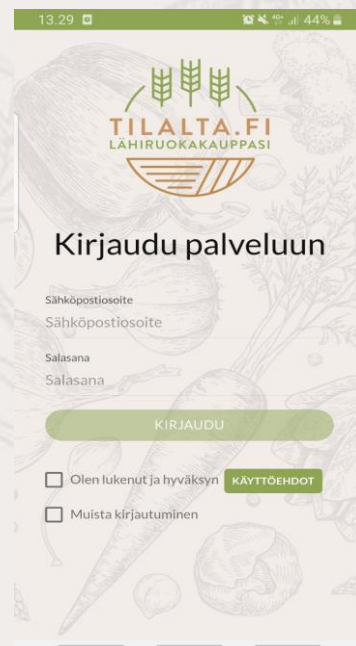 13.29 4G+ 44%
TILALTA.FI
LÄHIRUOKAKAUPPASI
Kirjaudu palveluun
Sähköpostiosoite
Sähköpostiosoite
Salasana
Salasana
KIRJAUDU
Olen lukenut ja hyväksyn KÄYTTÖEHDOT
Muista kirjautuminen